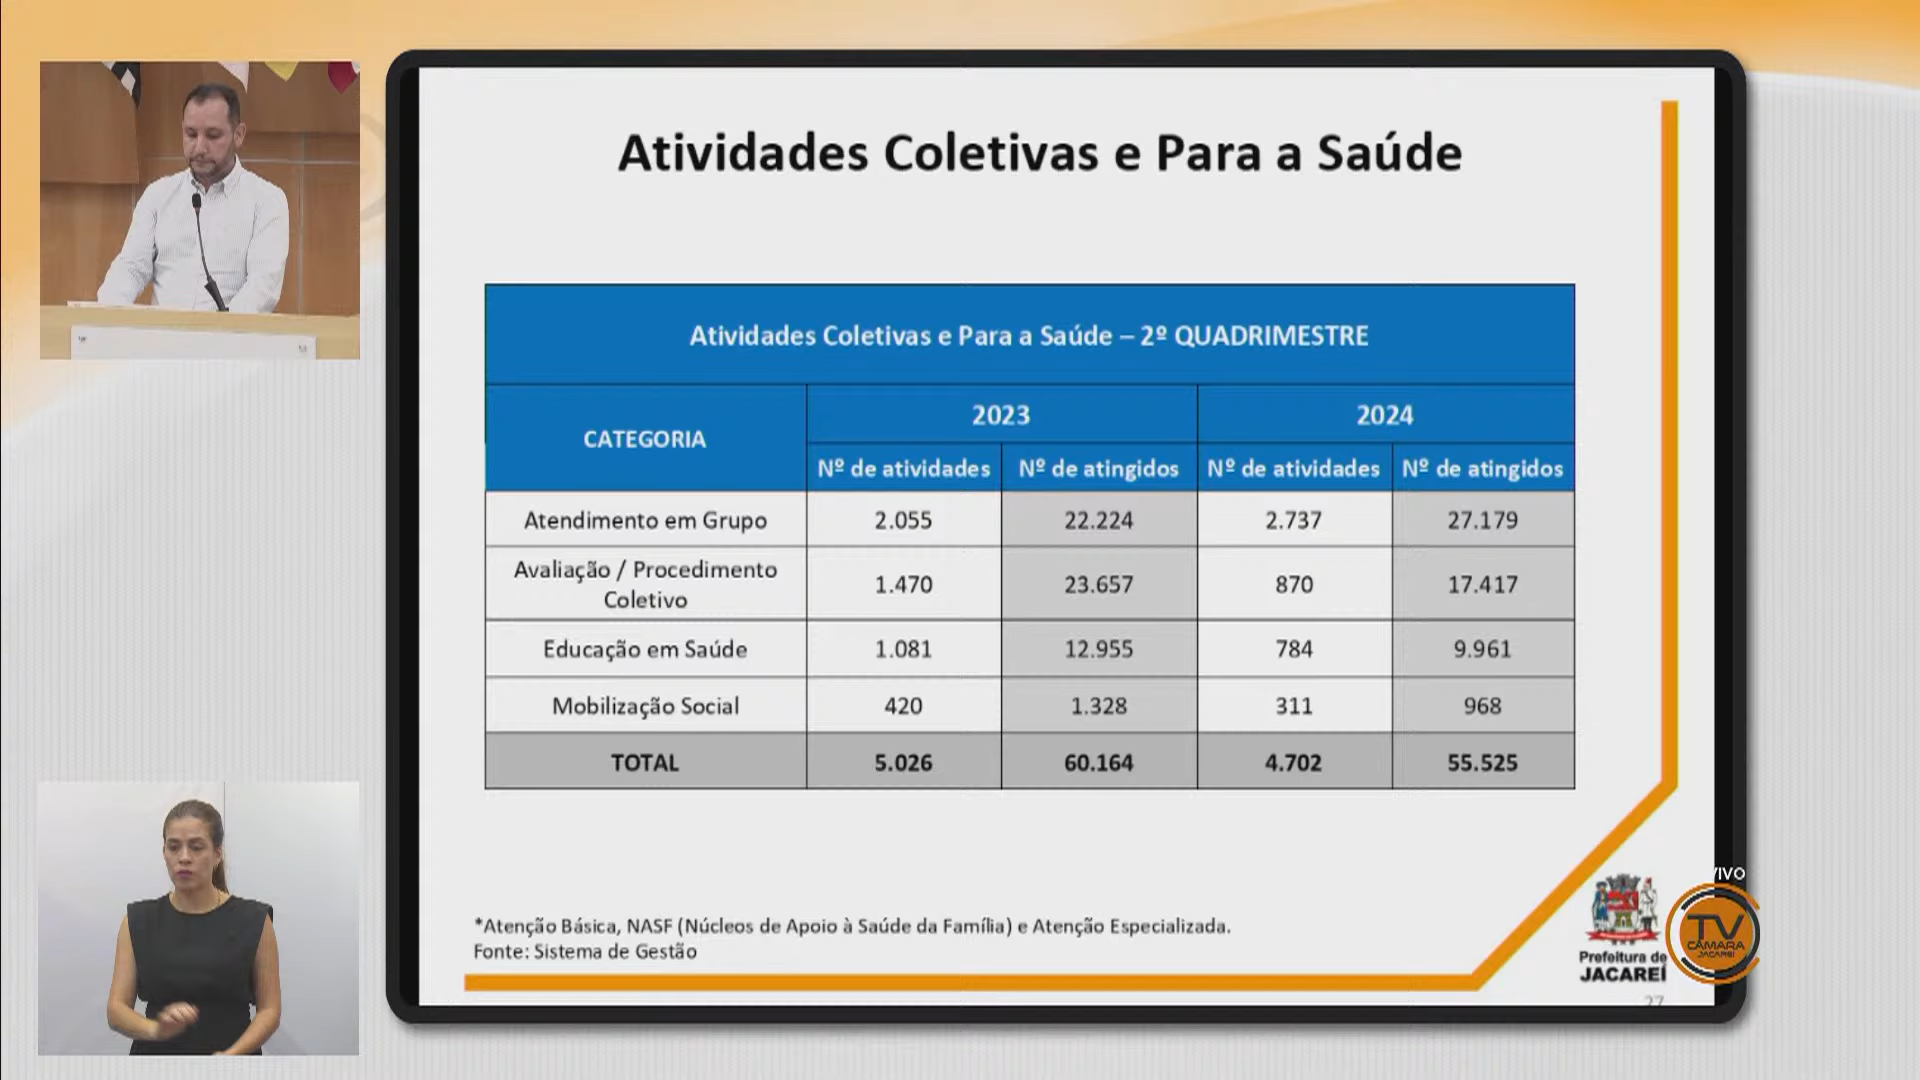 Atividades Coletivas e Para a Saúde
Atividades Coletivas e Para a Saúde – 2º QUADRIMESTRE
CATEGORIA
2023
2024
Nº de atividades
Nº de atingidos
Nº de atividades
Nº de atingidos
Atendimento em Grupo
2.055
22.224
2.737
27.179
Avaliação / Procedimento
Coletivo
1.470
23.657
870
17.417
Educação em Saúde
1.081
12.955
784
9.961
Mobilização Social
420
1.328
311
968
TOTAL
5.026
60.164
4.702
55.525
*Atenção Básica, NASF (Núcleos de Apoio à Saúde da Família) e Atenção Especializada.
Fonte: Sistema de Gestão
Prefeitura de
JACAREÍ
VIVO
TV
CÂMARA
JACAREÍ
27